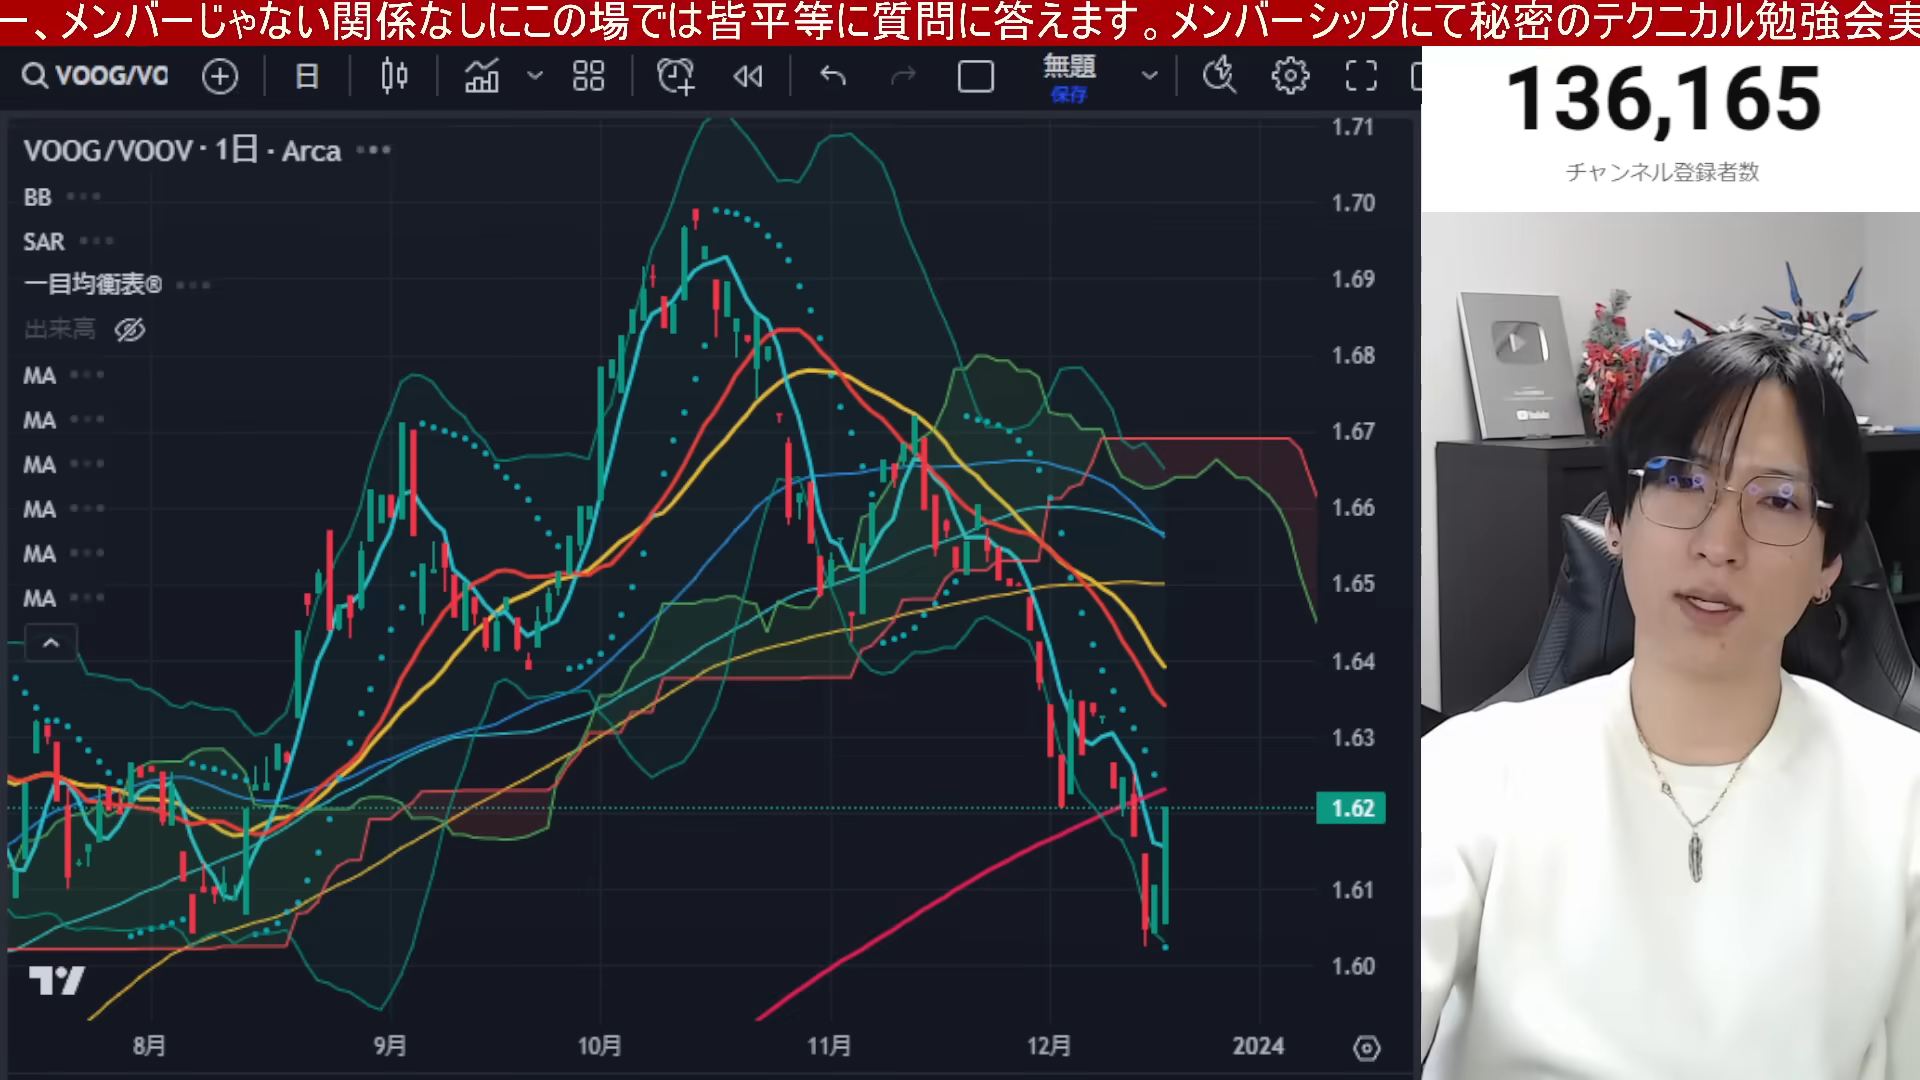 ー、メンバーじゃない関係なしにこの場では皆平等に質問に答えます。メンバーシップにて秘密のテクニカル勉強会実
VOOG/VO
日
無題
保存
136,165
チャンネル登録者数
VOOG/VOOV · 1日 · Arca
BB
SAR
一目均衡表®
出来高
MA
MA
MA
MA
MA
MA
1.71
1.70
1.69
1.68
1.67
1.66
1.65
1.64
1.63
1.62
1.61
1.60
8月
9月
10月
11月
12月
2024
YouTube